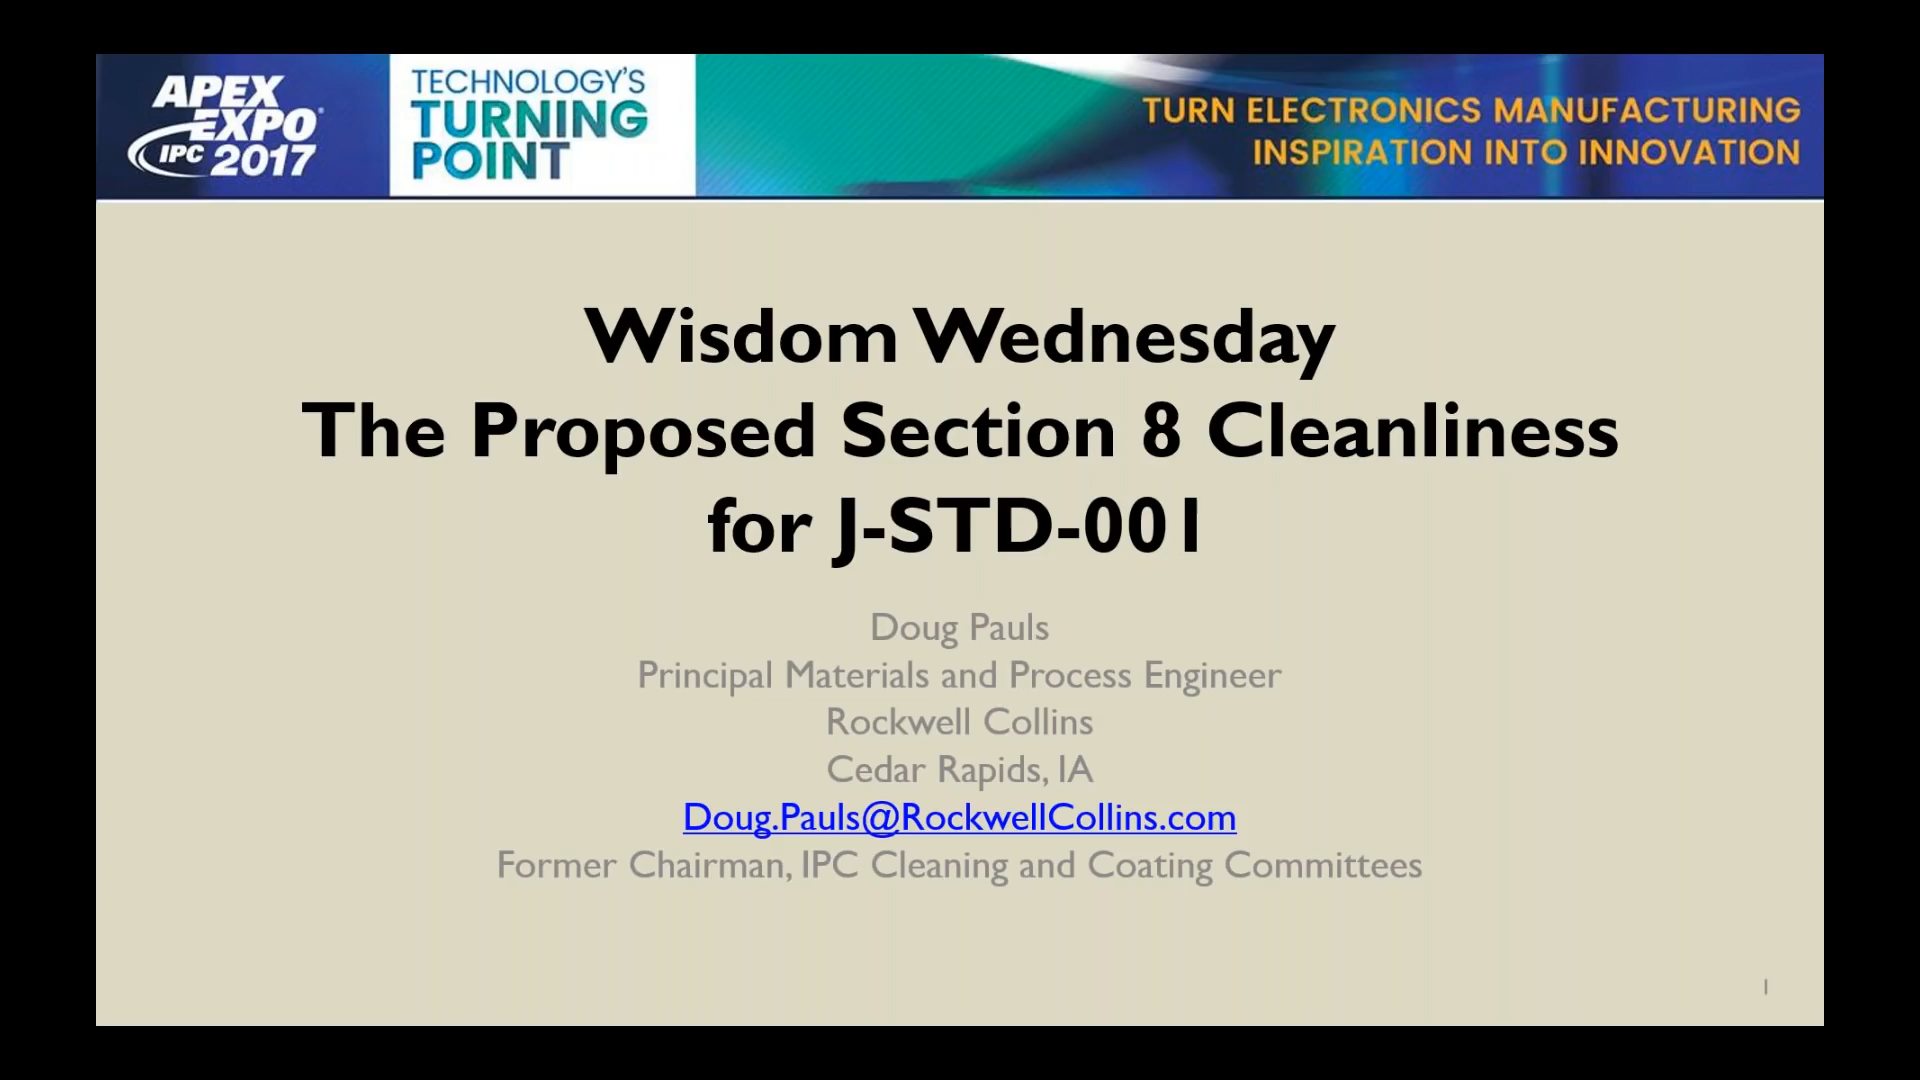 APEX
EXPO
IPC 2017
TECHNOLOGY'S
TURNING
POINT
TURN ELECTRONICS MANUFACTURING
INSPIRATION INTO INNOVATION
Wisdom Wednesday
The Proposed Section 8 Cleanliness
for J-STD-001
Doug Pauls
Principal Materials and Process Engineer
Rockwell Collins
Cedar Rapids, IA
Doug.Pauls@RockwellCollins.com
Former Chairman, IPC Cleaning and Coating Committees
1